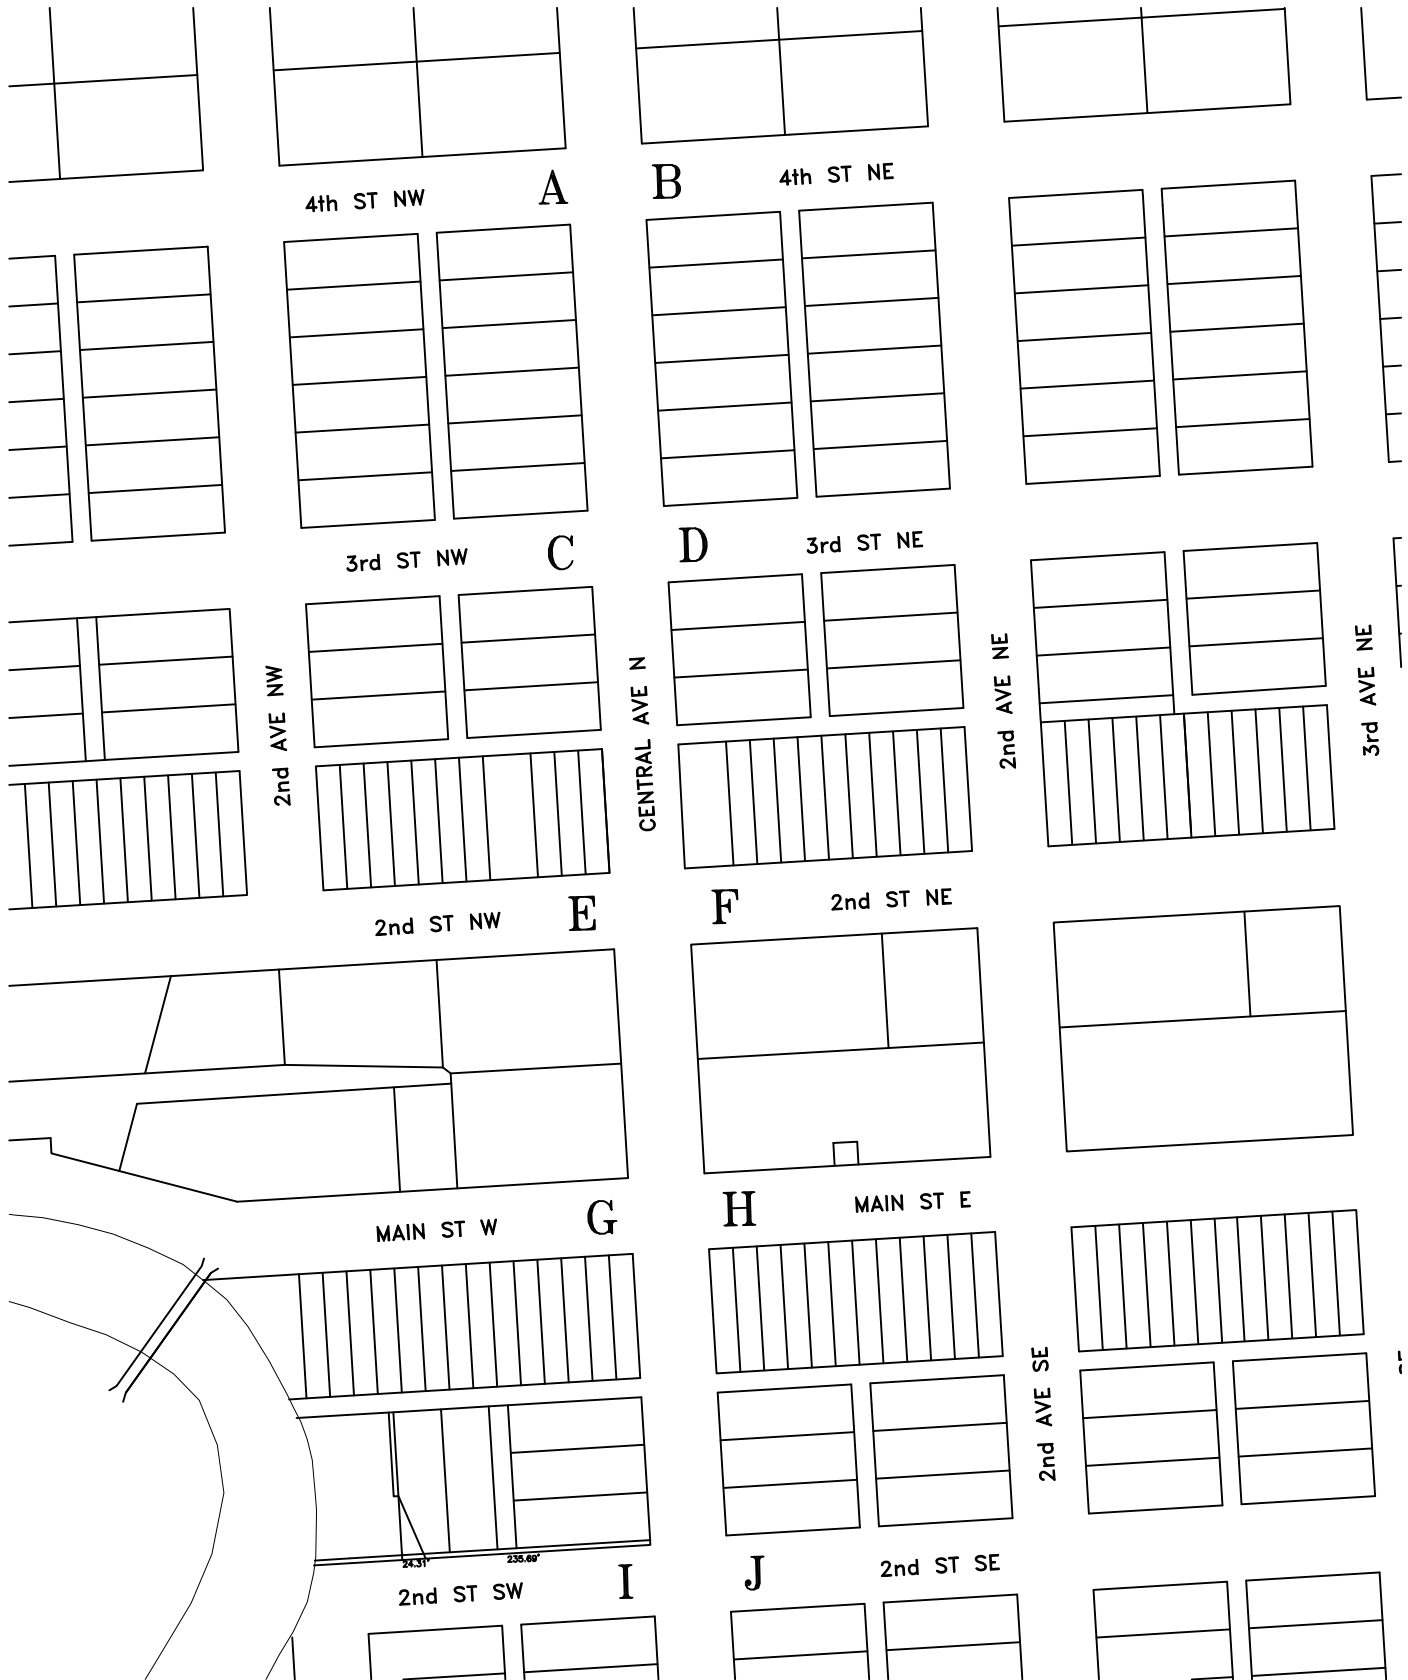 A B
4th ST NW
4th ST NE
C D
3rd ST NW
3rd ST NE
2nd AVE NW
CENTRAL AVE N
2nd AVE NE
3rd AVE NE
E F
2nd ST NW
2nd ST NE
G H
MAIN ST W
MAIN ST E
2nd AVE SE
24.31'
235.69'
I J
2nd ST SW
2nd ST SE